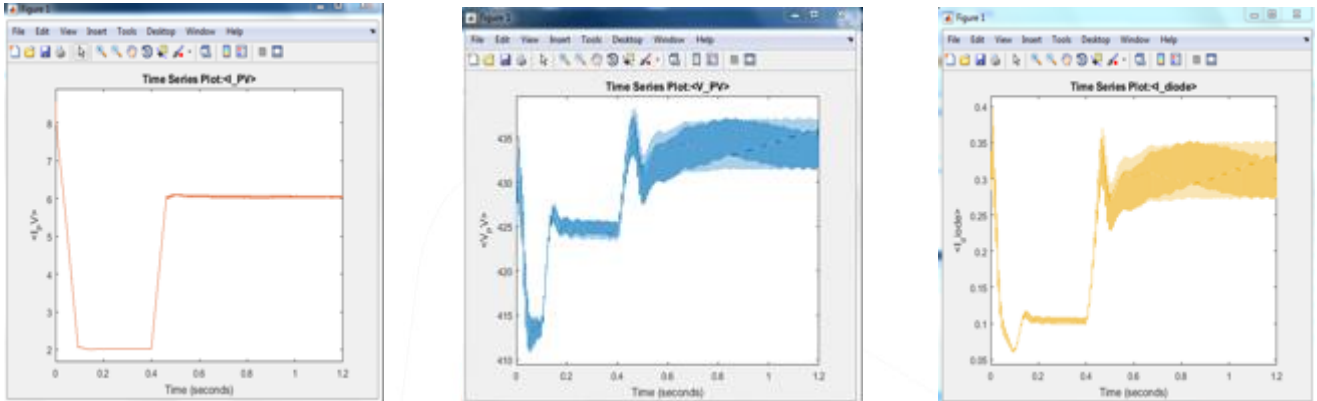 Figure 1
File Edit View Insert Tools Desktop Window Help
Time Series Plot:<I_PV>
<I_PV>
8
7
6
5
4
3
2
0 0.2 0.4 0.6 0.8 1 1.2
Time (seconds)
Figure 1
File Edit View Insert Tools Desktop Window Help
Time Series Plot:<V_PV>
<V_PV>
435
430
425
420
415
410
0 0.2 0.4 0.6 0.8 1 1.2
Time (seconds)
Figure 1
File Edit View Insert Tools Desktop Window Help
Time Series Plot:<I_diode>
<I_diode>
0.4
0.35
0.3
0.25
0.2
0.15
0.1
0.05
0 0.2 0.4 0.6 0.8 1 1.2
Time (seconds)